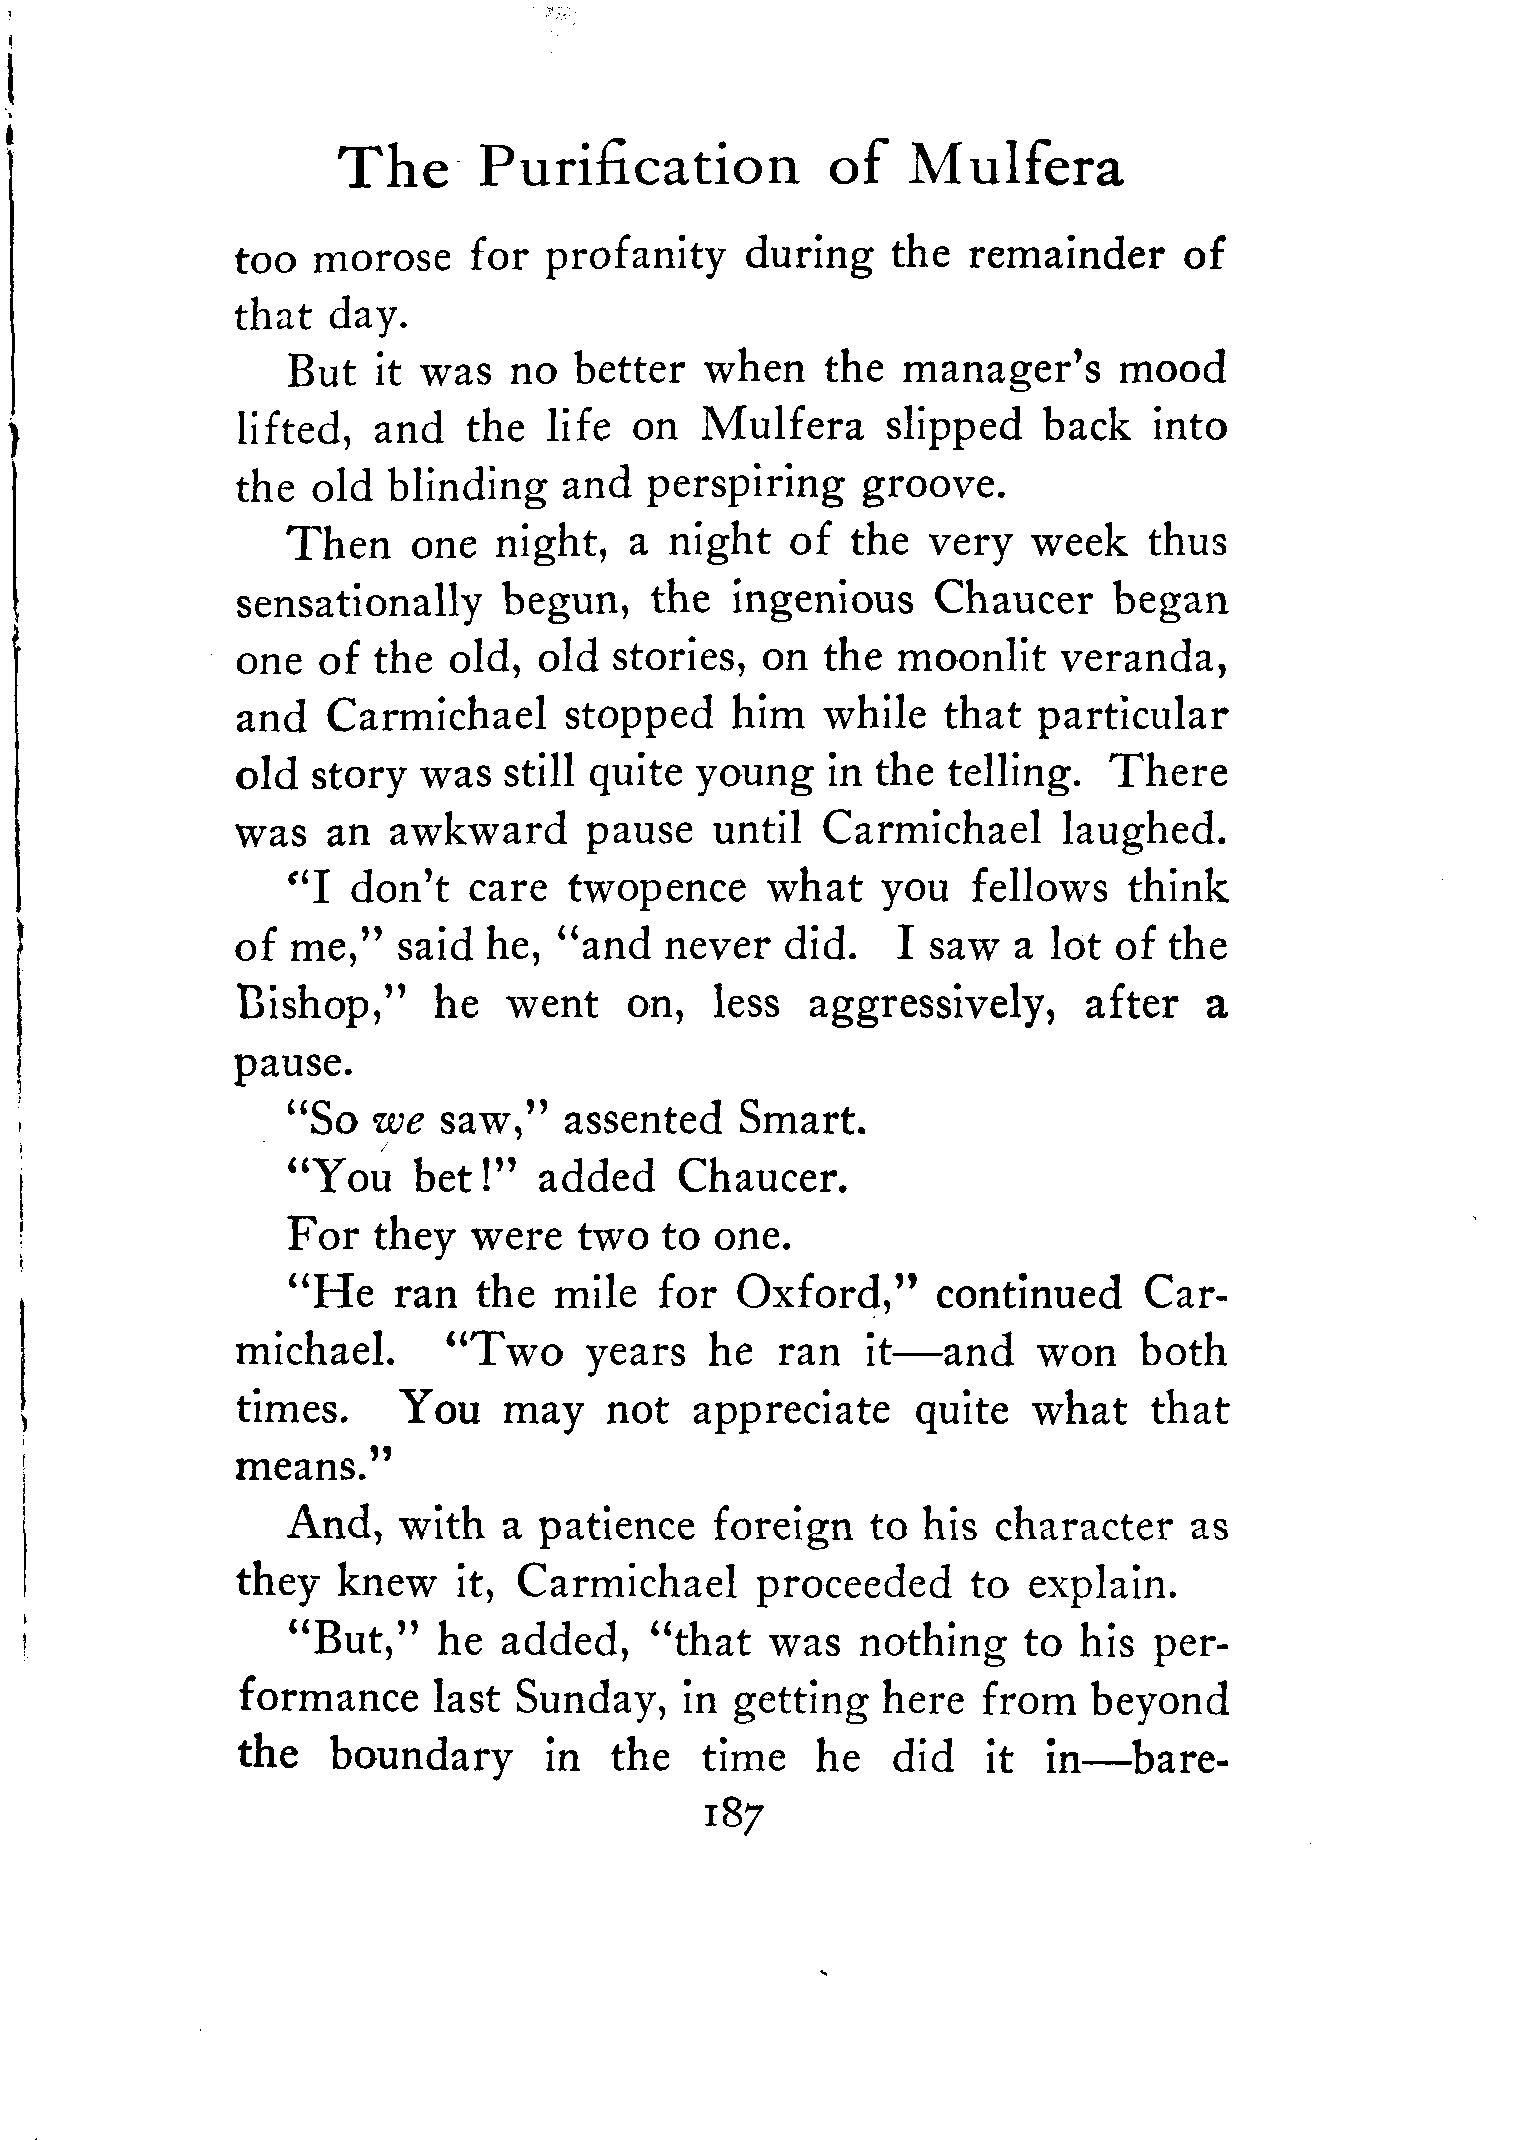 The Purification of Mulfera
too morose for profanity during the remainder of
that day.
But it was no better when the manager's mood
lifted, and the life on Mulfera slipped back into
the old blinding and perspiring groove.
Then one night, a night of the very week thus
sensationally begun, the ingenious Chaucer began
one of the old, old stories, on the moonlit veranda,
and Carmichael stopped him while that particular
old story was still quite young in the telling. There
was an awkward pause until Carmichael laughed.
"I don't care twopence what you fellows think
of me," said he, "and never did. I saw a lot of the
Bishop," he went on, less aggressively, after a
pause.
"So we saw," assented Smart.
"You bet!" added Chaucer.
For they were two to one.
"He ran the mile for Oxford," continued Car-
michael. "Two years he ran it—and won both
times. You may not appreciate quite what that
means."
And, with a patience foreign to his character as
they knew it, Carmichael proceeded to explain.
"But," he added, "that was nothing to his per-
formance last Sunday, in getting here from beyond
the boundary in the time he did it in—bare-
187